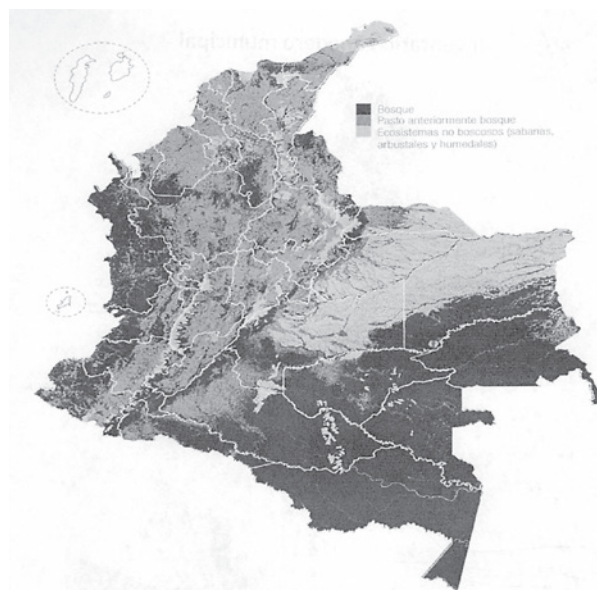 Bosque
Pasto anteriormente bosque
Ecosistemas no boscosos (sabanas,
arbustales y humedales)